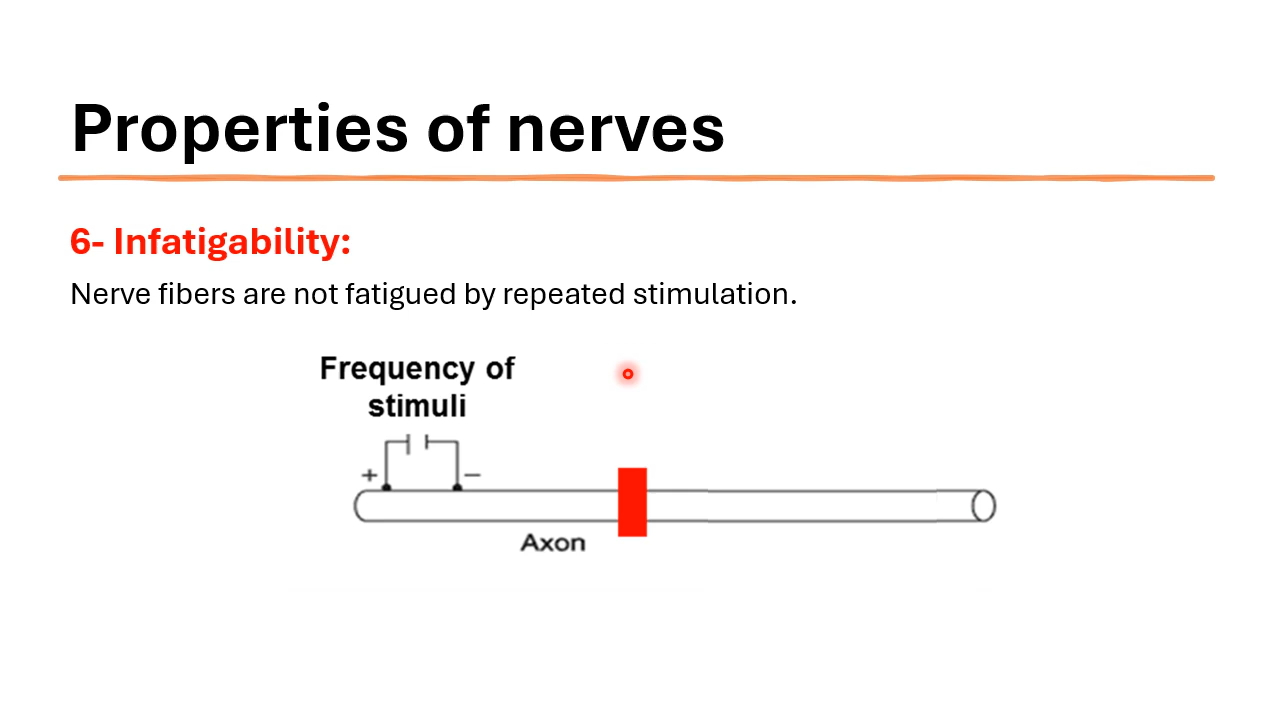 Properties of nerves
6- Infatigability:
Nerve fibers are not fatigued by repeated stimulation.
Frequency of
stimuli
+ −
Axon